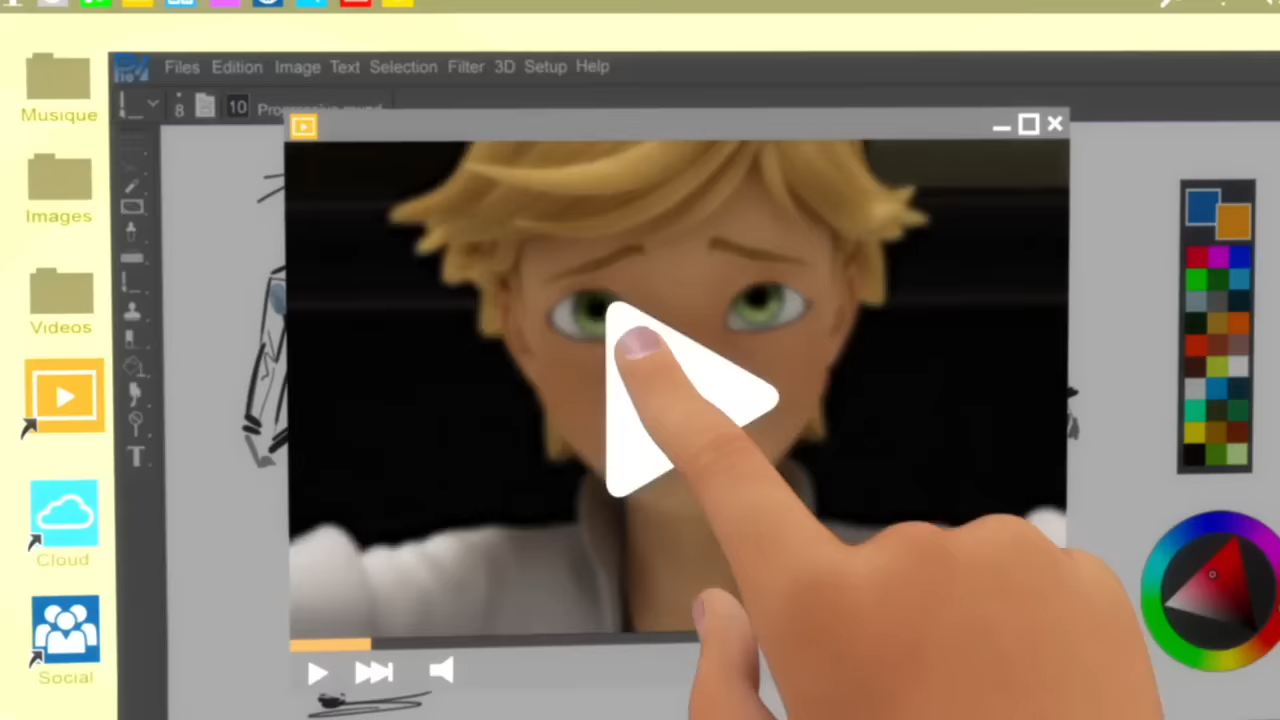 Files Edition Image Text Selection Filter 3D Setup Help
8 10
Musique
Images
Videos
T
Cloud
Social